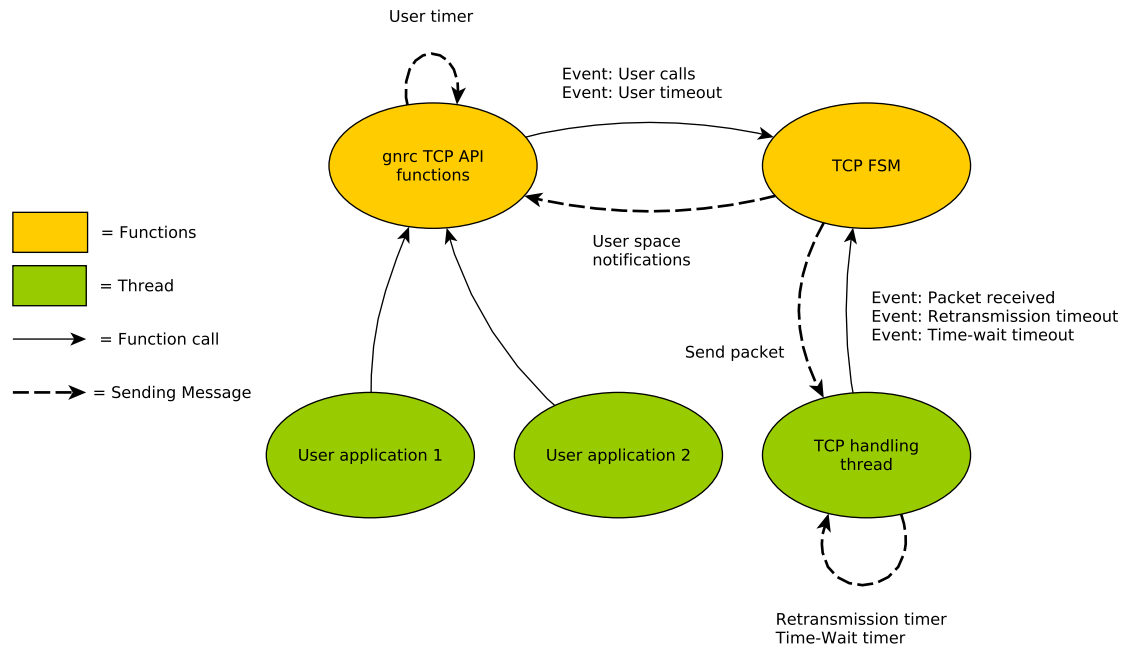 User timer
Event: User calls
Event: User timeout
gnrc TCP API
functions
TCP FSM
= Functions
User space
notifications
= Thread
Event: Packet received
Event: Retransmission timeout
Event: Time-wait timeout
= Function call
Send packet
= Sending Message
User application 1
User application 2
TCP handling
thread
Retransmission timer
Time-Wait timer